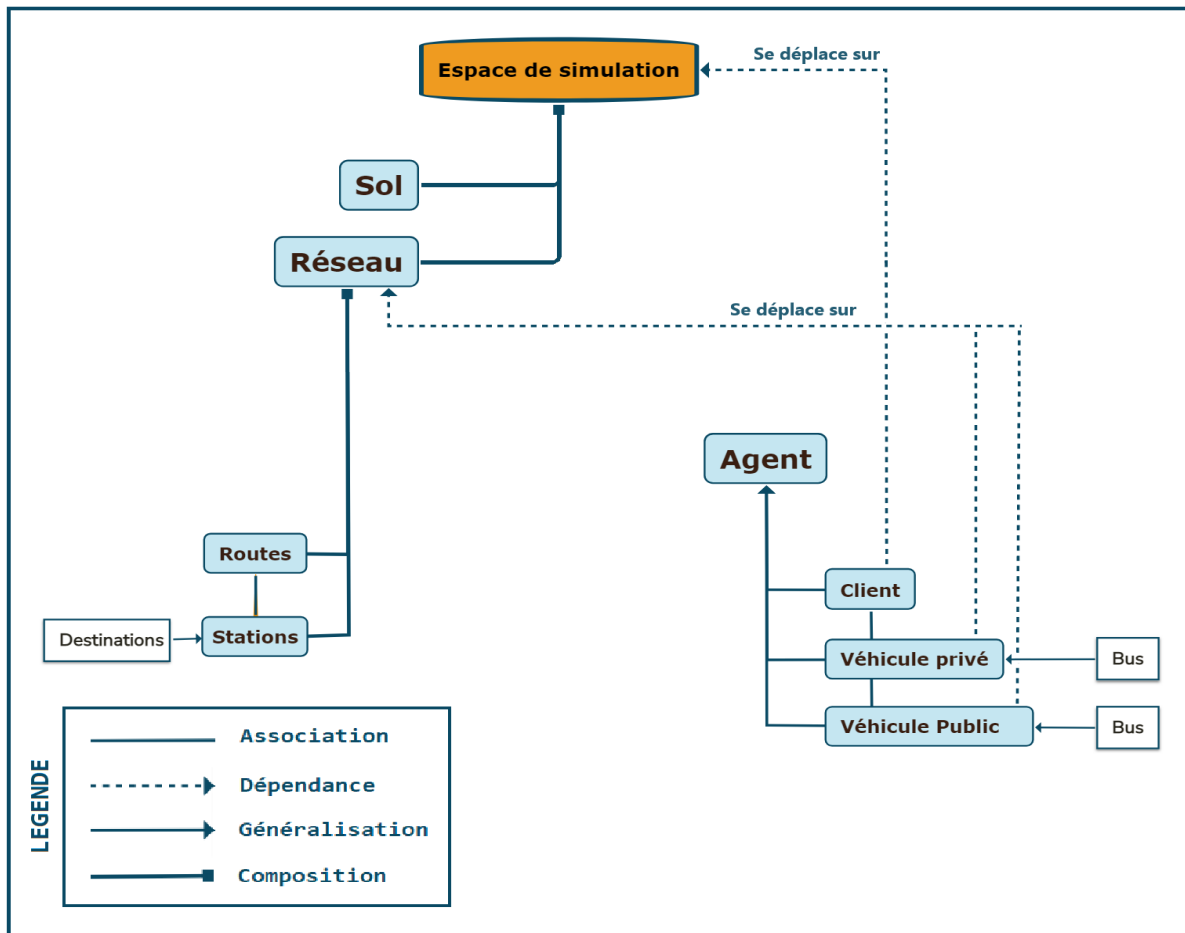 Se déplace sur
Espace de simulation
Sol
Réseau
Se déplace sur
Agent
Routes
Client
Destinations
Stations
Véhicule privé
Bus
Véhicule Public
Bus
LEGENDE
Association
Dépendance
Généralisation
Composition